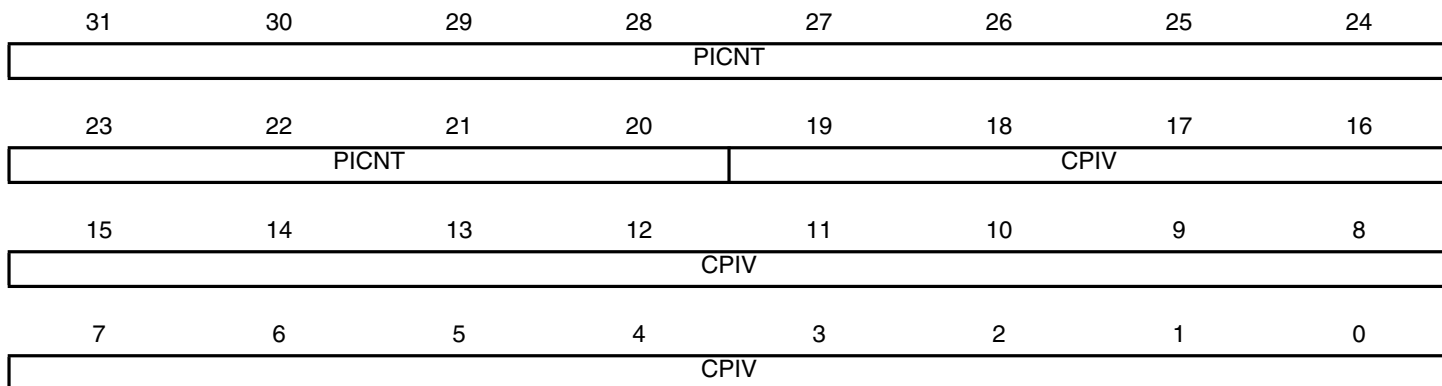 31 30 29 28 27 26 25 24
PICNT
23 22 21 20 19 18 17 16
PICNT CPIV
15 14 13 12 11 10 9 8
CPIV
7 6 5 4 3 2 1 0
CPIV